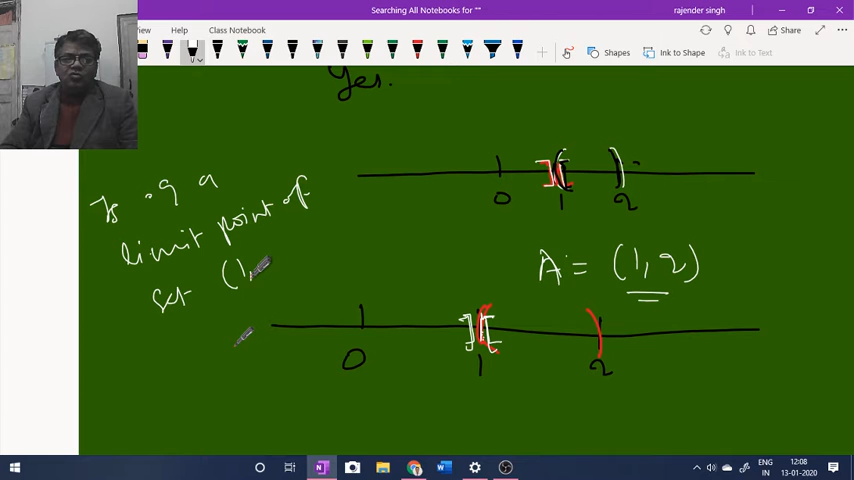 Searching All Notebooks for ""
rajender singh
View Help Class Notebook
Share
Shapes
Ink to Shape
Ink to Text
Yes.
0 1 2
Is .9 a
limit point of
set (1,
A = (1, 2)
0 1 2
ENG
IN
12:08
13-01-2020